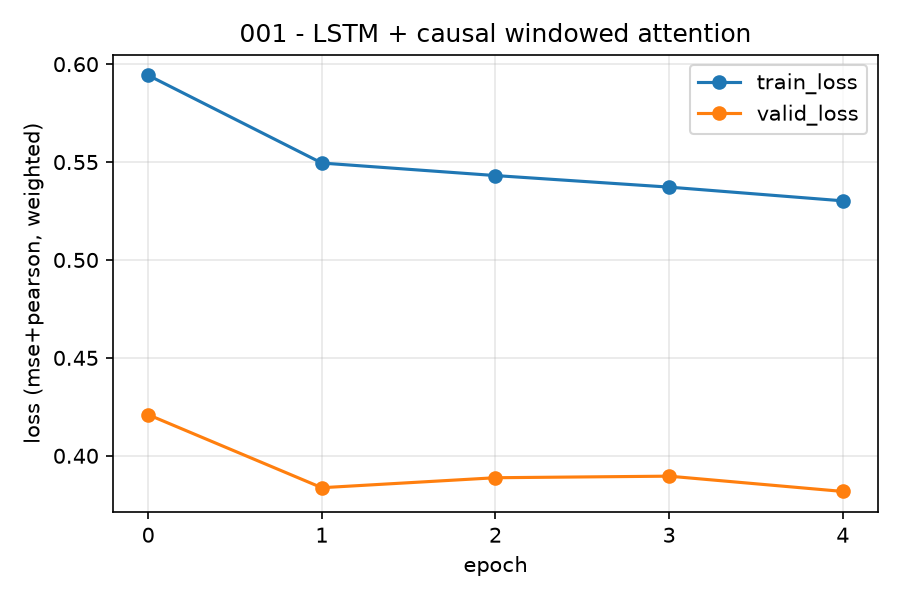 001 - LSTM + causal windowed attention
train_loss
valid_loss
loss (mse+pearson, weighted)
0.60
0.55
0.50
0.45
0.40
0 1 2 3 4
epoch